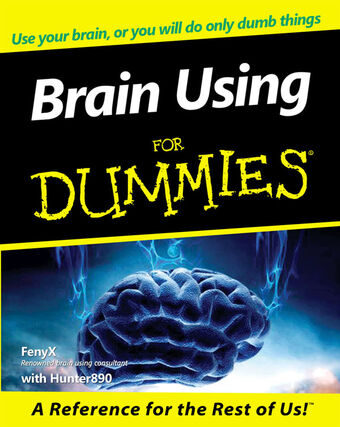 Use your brain, or you will do only dumb things
Brain Using
FOR
DUMMIES®
FenyX
Renowned brain using consultant
with Hunter890
A Reference for the Rest of Us!™